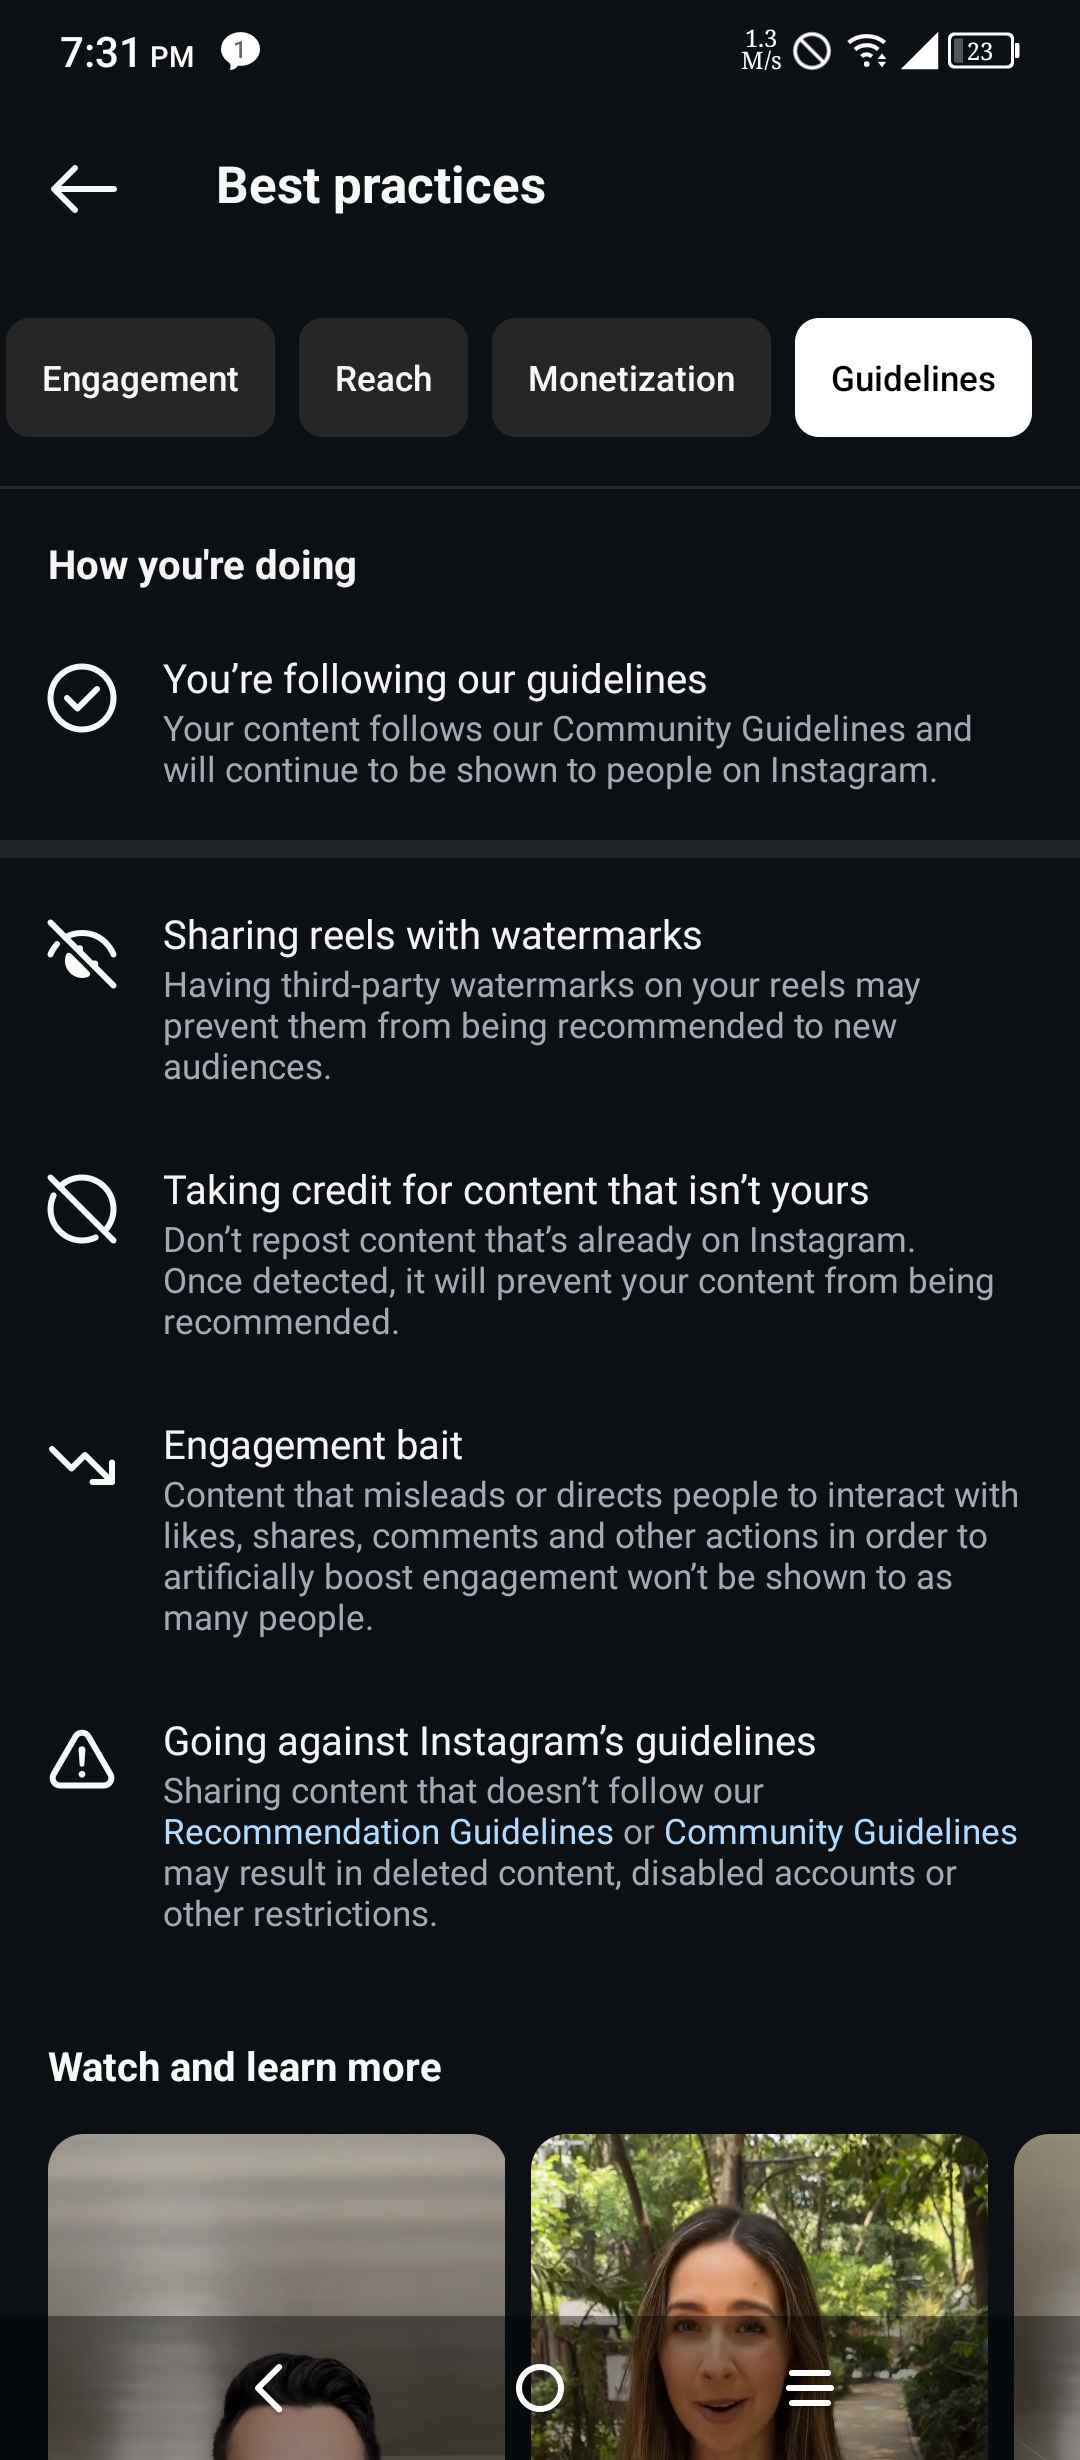 7:31 PM
1
1.3
M/s
23
Best practices
Engagement
Reach
Monetization
Guidelines
How you're doing
You’re following our guidelines
Your content follows our Community Guidelines and
will continue to be shown to people on Instagram.
Sharing reels with watermarks
Having third-party watermarks on your reels may
prevent them from being recommended to new
audiences.
Taking credit for content that isn’t yours
Don’t repost content that’s already on Instagram.
Once detected, it will prevent your content from being
recommended.
Engagement bait
Content that misleads or directs people to interact with
likes, shares, comments and other actions in order to
artificially boost engagement won’t be shown to as
many people.
Going against Instagram’s guidelines
Sharing content that doesn’t follow our
Recommendation Guidelines or Community Guidelines
may result in deleted content, disabled accounts or
other restrictions.
Watch and learn more